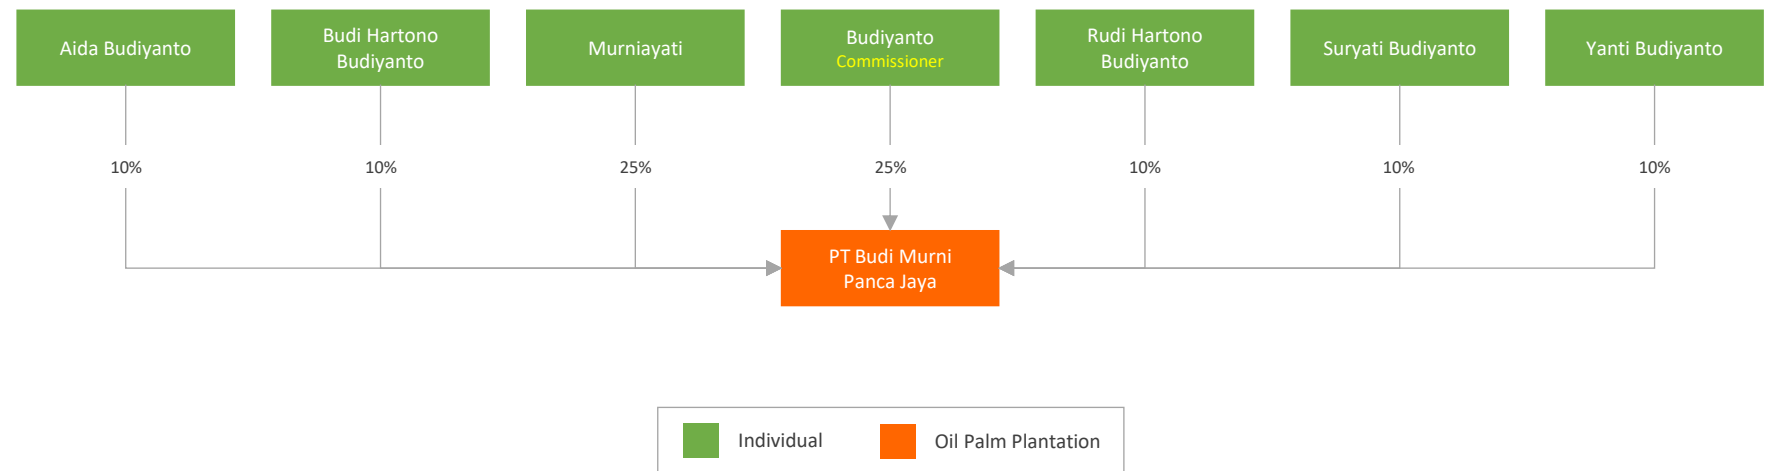 Aida Budiyanto
Budi Hartono
Budiyanto
Murniayati
Budiyanto
Commissioner
Rudi Hartono
Budiyanto
Suryati Budiyanto
Yanti Budiyanto
10%
10%
25%
25%
10%
10%
10%
PT Budi Murni
Panca Jaya
Individual
Oil Palm Plantation